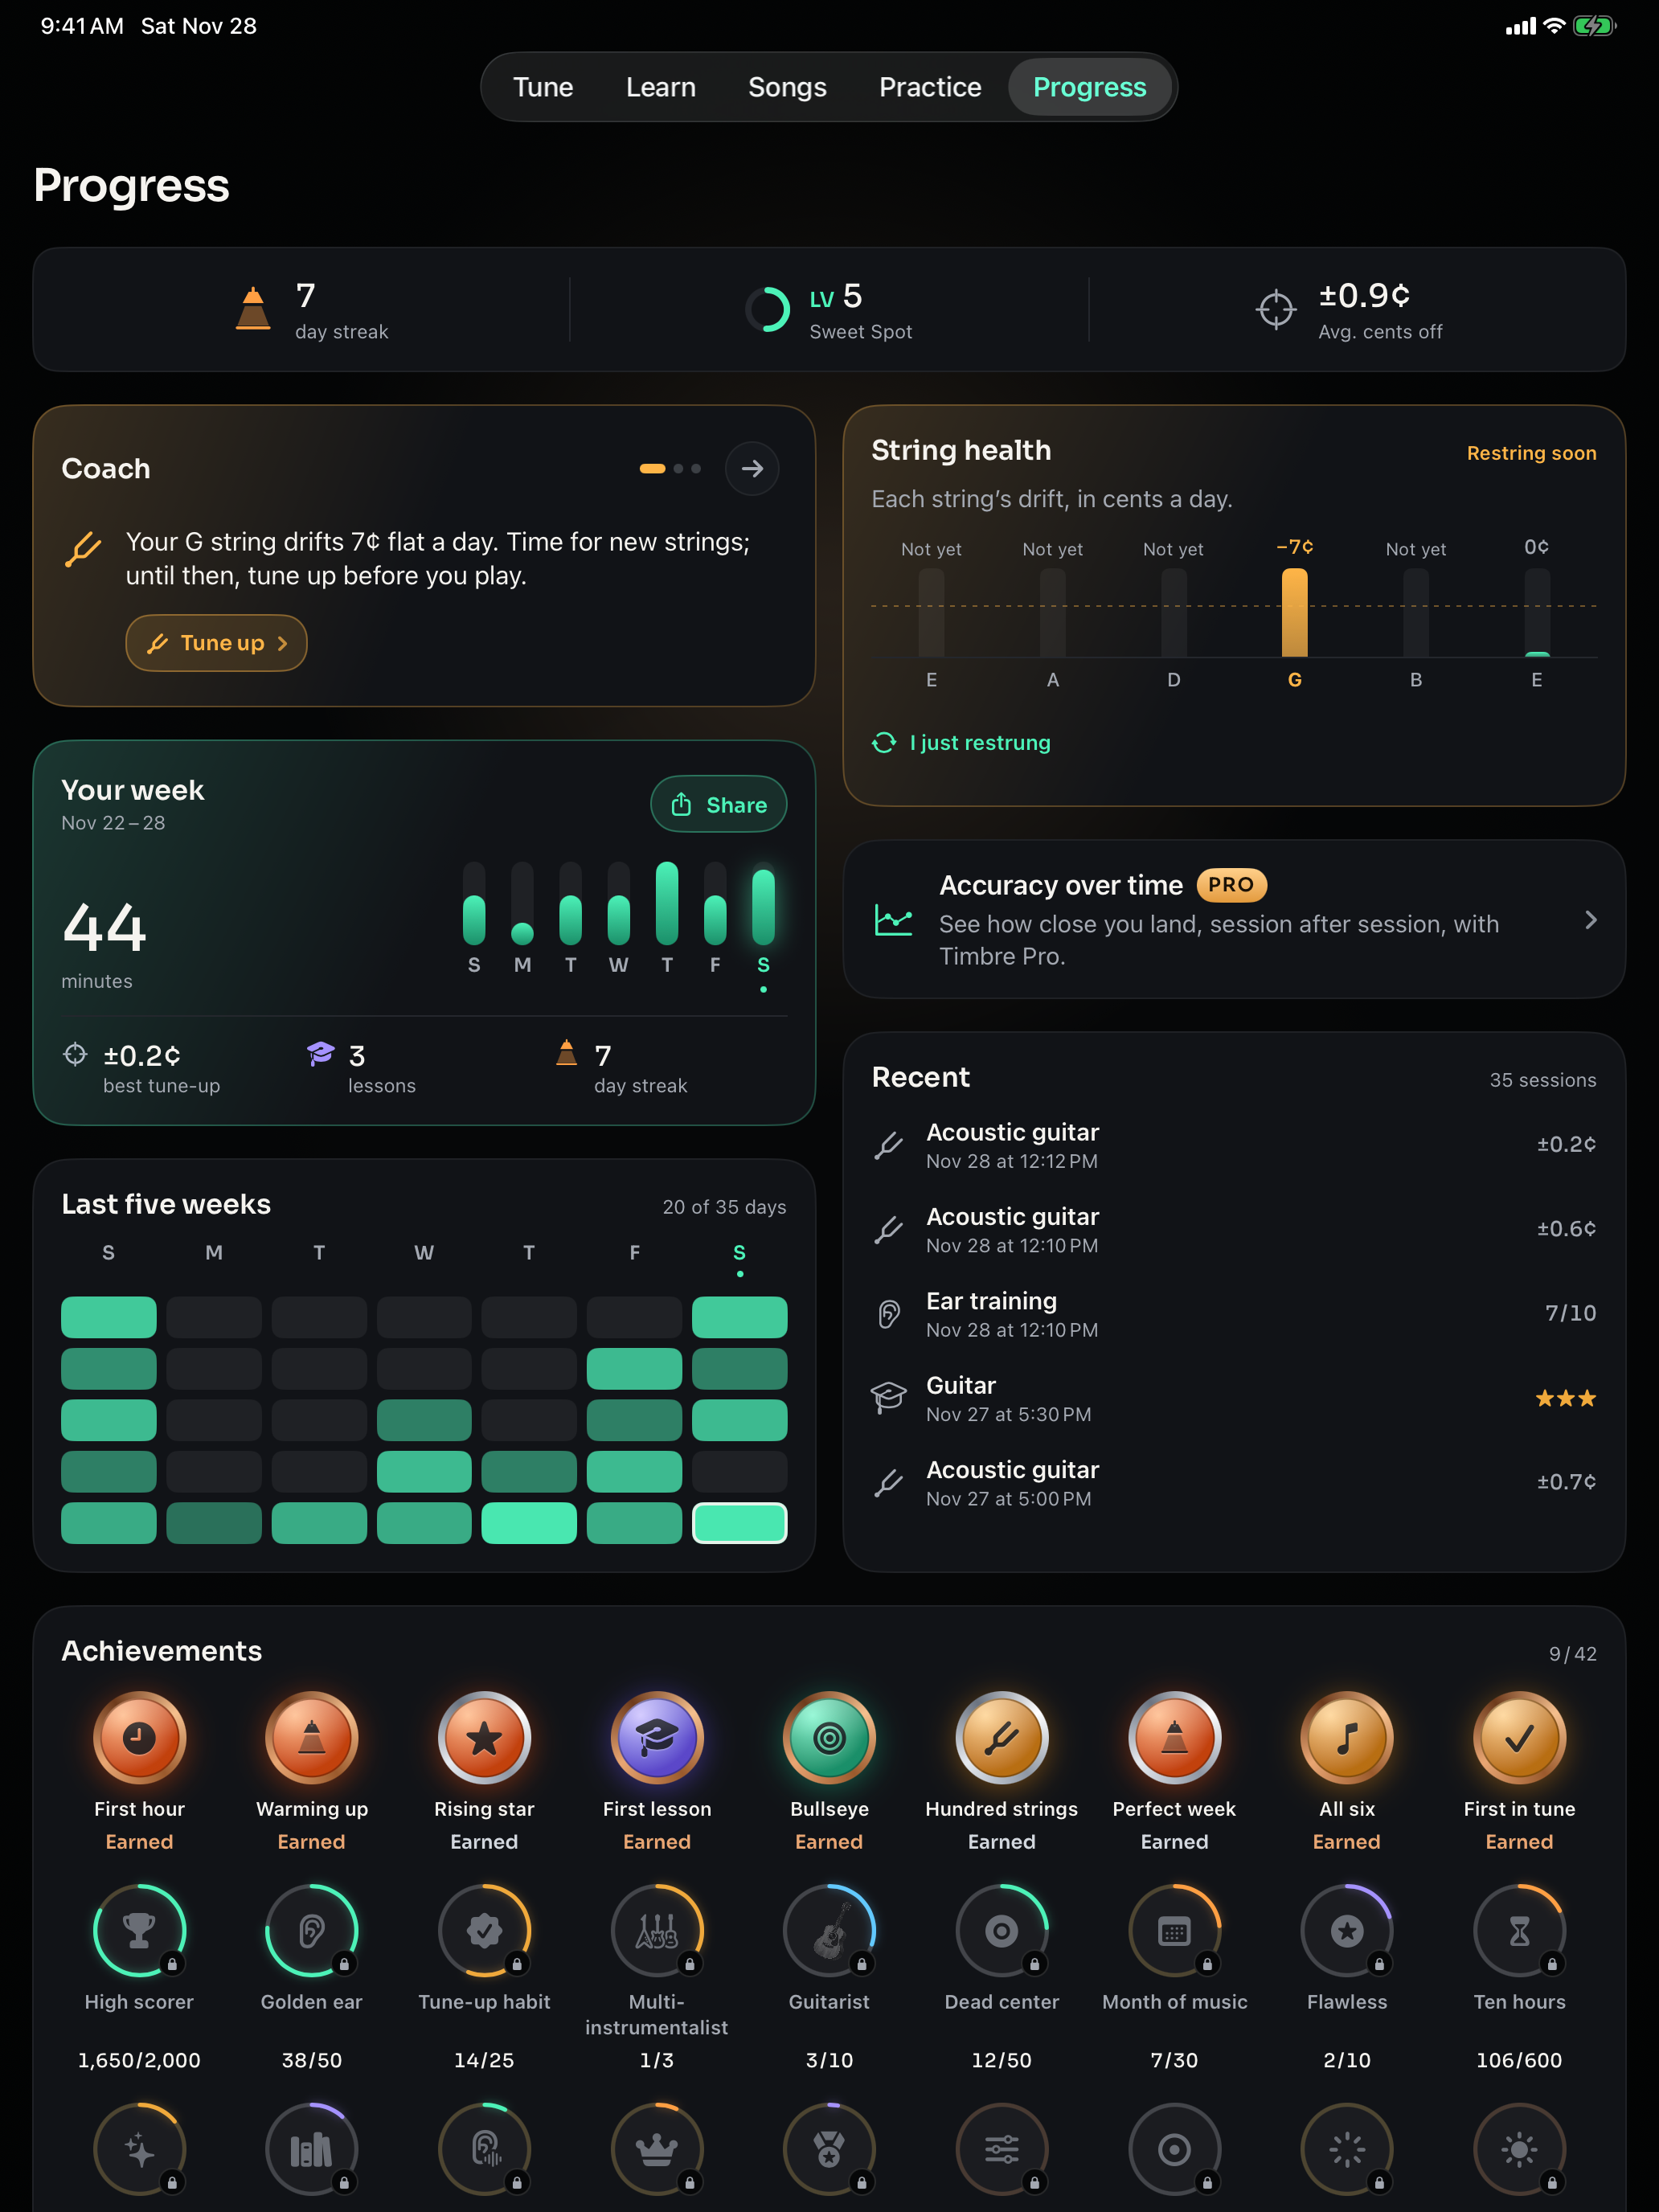 9:41 AM Sat Nov 28
Tune Learn Songs Practice Progress
Progress
7
day streak
LV 5
Sweet Spot
±0.9¢
Avg. cents off
Coach
Your G string drifts 7¢ flat a day. Time for new strings;
until then, tune up before you play.
Tune up
String health
Restring soon
Each string’s drift, in cents a day.
Not yet Not yet Not yet −7¢ Not yet 0¢
E A D G B E
I just restrung
Your week
Nov 22 – 28
Share
44
minutes
S M T W T F S
±0.2¢
best tune-up
3
lessons
7
day streak
Accuracy over time PRO
See how close you land, session after session, with
Timbre Pro.
Last five weeks
20 of 35 days
S M T W T F S
Recent
35 sessions
Acoustic guitar
Nov 28 at 12:12 PM
±0.2¢
Acoustic guitar
Nov 28 at 12:10 PM
±0.6¢
Ear training
Nov 28 at 12:10 PM
7/10
Guitar
Nov 27 at 5:30 PM
Acoustic guitar
Nov 27 at 5:00 PM
±0.7¢
Achievements
9/42
First hour Warming up Rising star First lesson Bullseye Hundred strings Perfect week All six First in tune
Earned Earned Earned Earned Earned Earned Earned Earned Earned
High scorer Golden ear Tune-up habit Multi- Guitarist Dead center Month of music Flawless Ten hours
instrumentalist
1,650/2,000 38/50 14/25 1/3 3/10 12/50 7/30 2/10 106/600